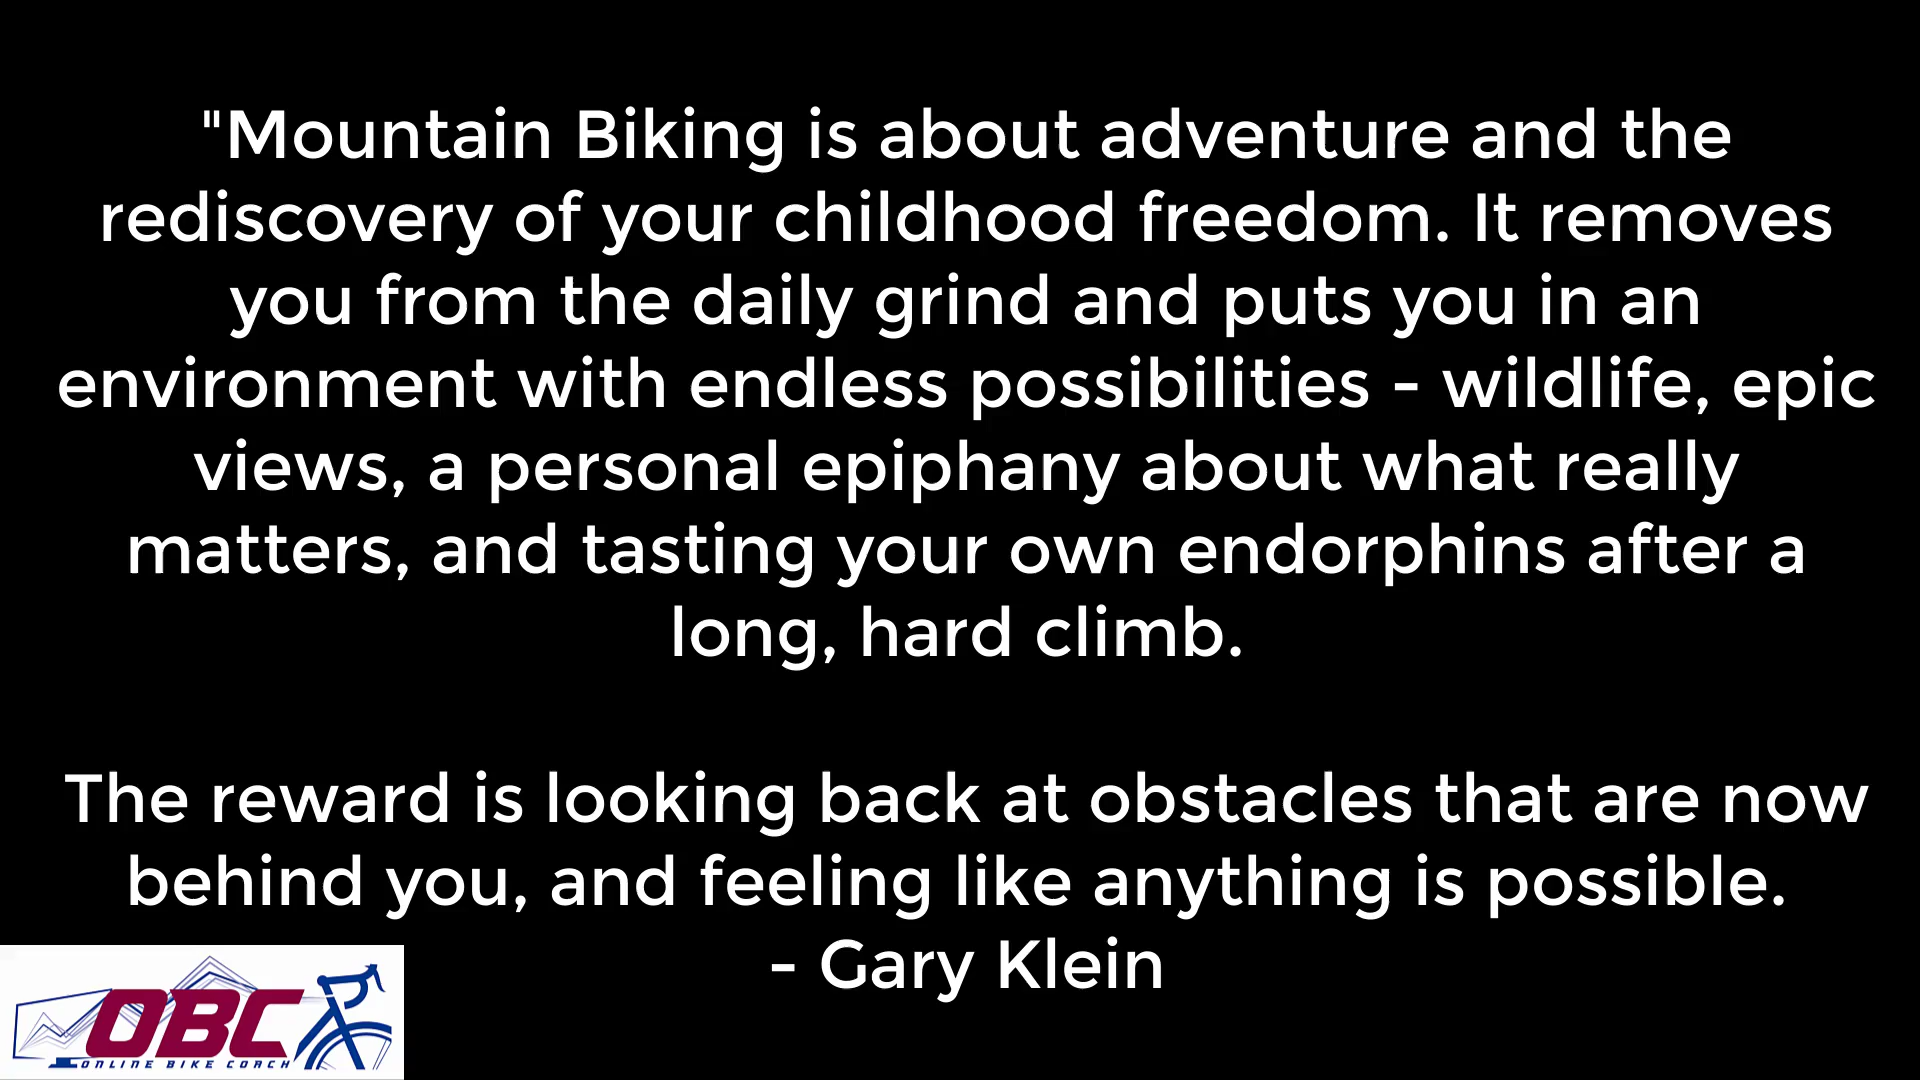 "Mountain Biking is about adventure and the
rediscovery of your childhood freedom. It removes
you from the daily grind and puts you in an
environment with endless possibilities - wildlife, epic
views, a personal epiphany about what really
matters, and tasting your own endorphins after a
long, hard climb.
The reward is looking back at obstacles that are now
behind you, and feeling like anything is possible.
- Gary Klein
OBC
ONLINE BIKE COACH